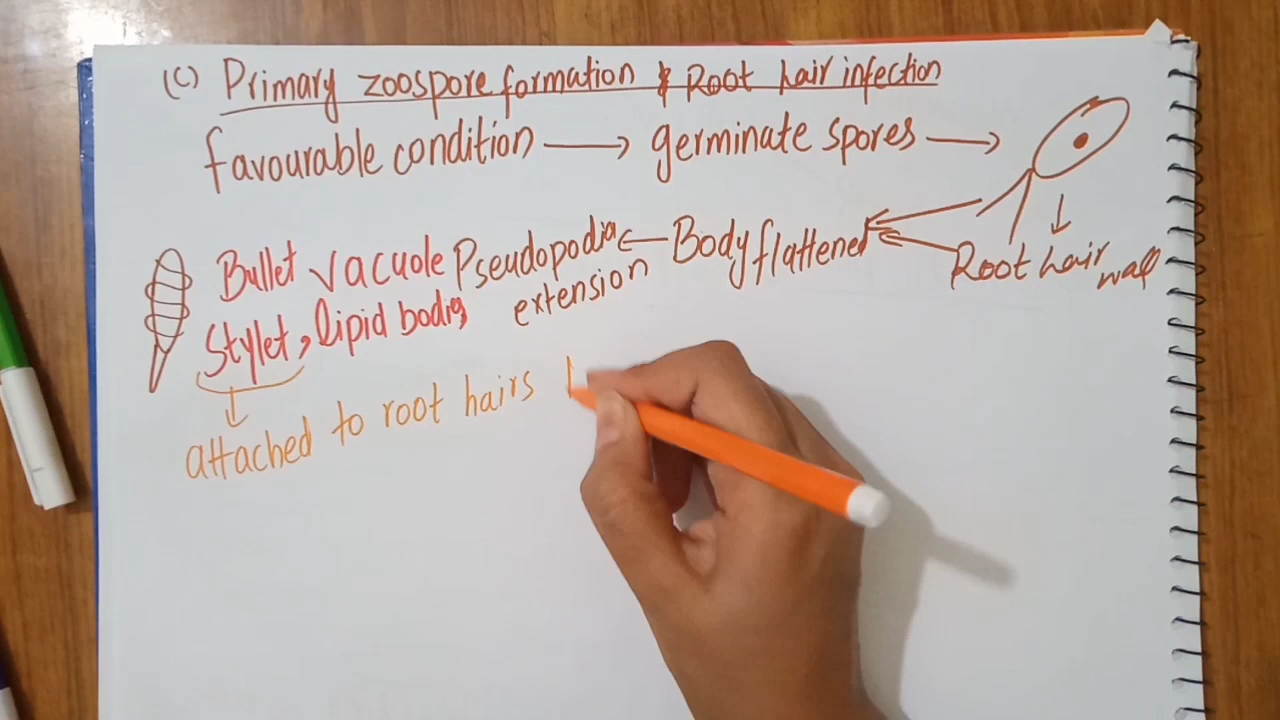 (C) Primary zoospore formation & Root hair infection
favourable condition → germinate spores →
Root hair wall
Body flattened
Pseudopodia ←
extension
Bullet vacuole
Stylet, lipid bodies
attached to root hairs